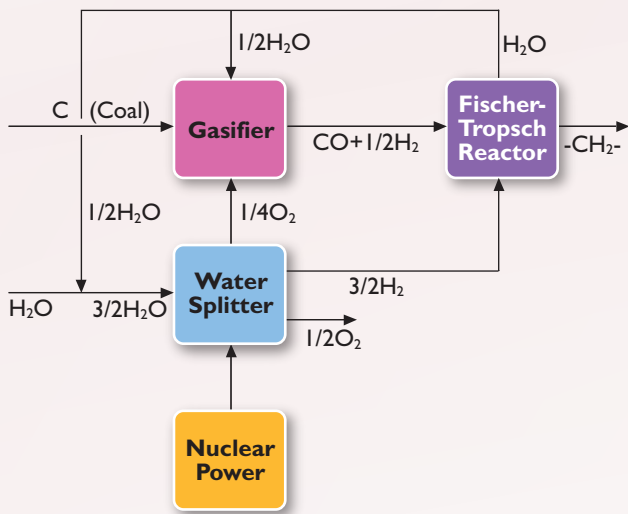 1/2H₂O
H₂O
C (Coal)
Gasifier
CO+1/2H₂
Fischer-
Tropsch
Reactor
-CH₂-
1/2H₂O
1/4O₂
H₂O
3/2H₂O
Water
Splitter
3/2H₂
1/2O₂
Nuclear
Power